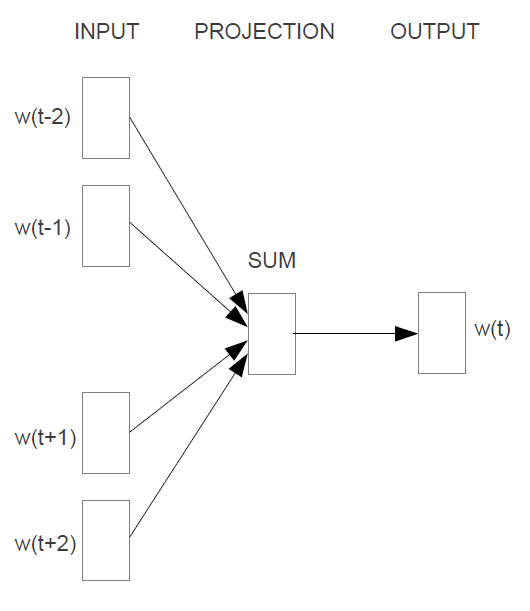 INPUT PROJECTION OUTPUT
w(t-2)
w(t-1)
SUM
w(t)
w(t+1)
w(t+2)